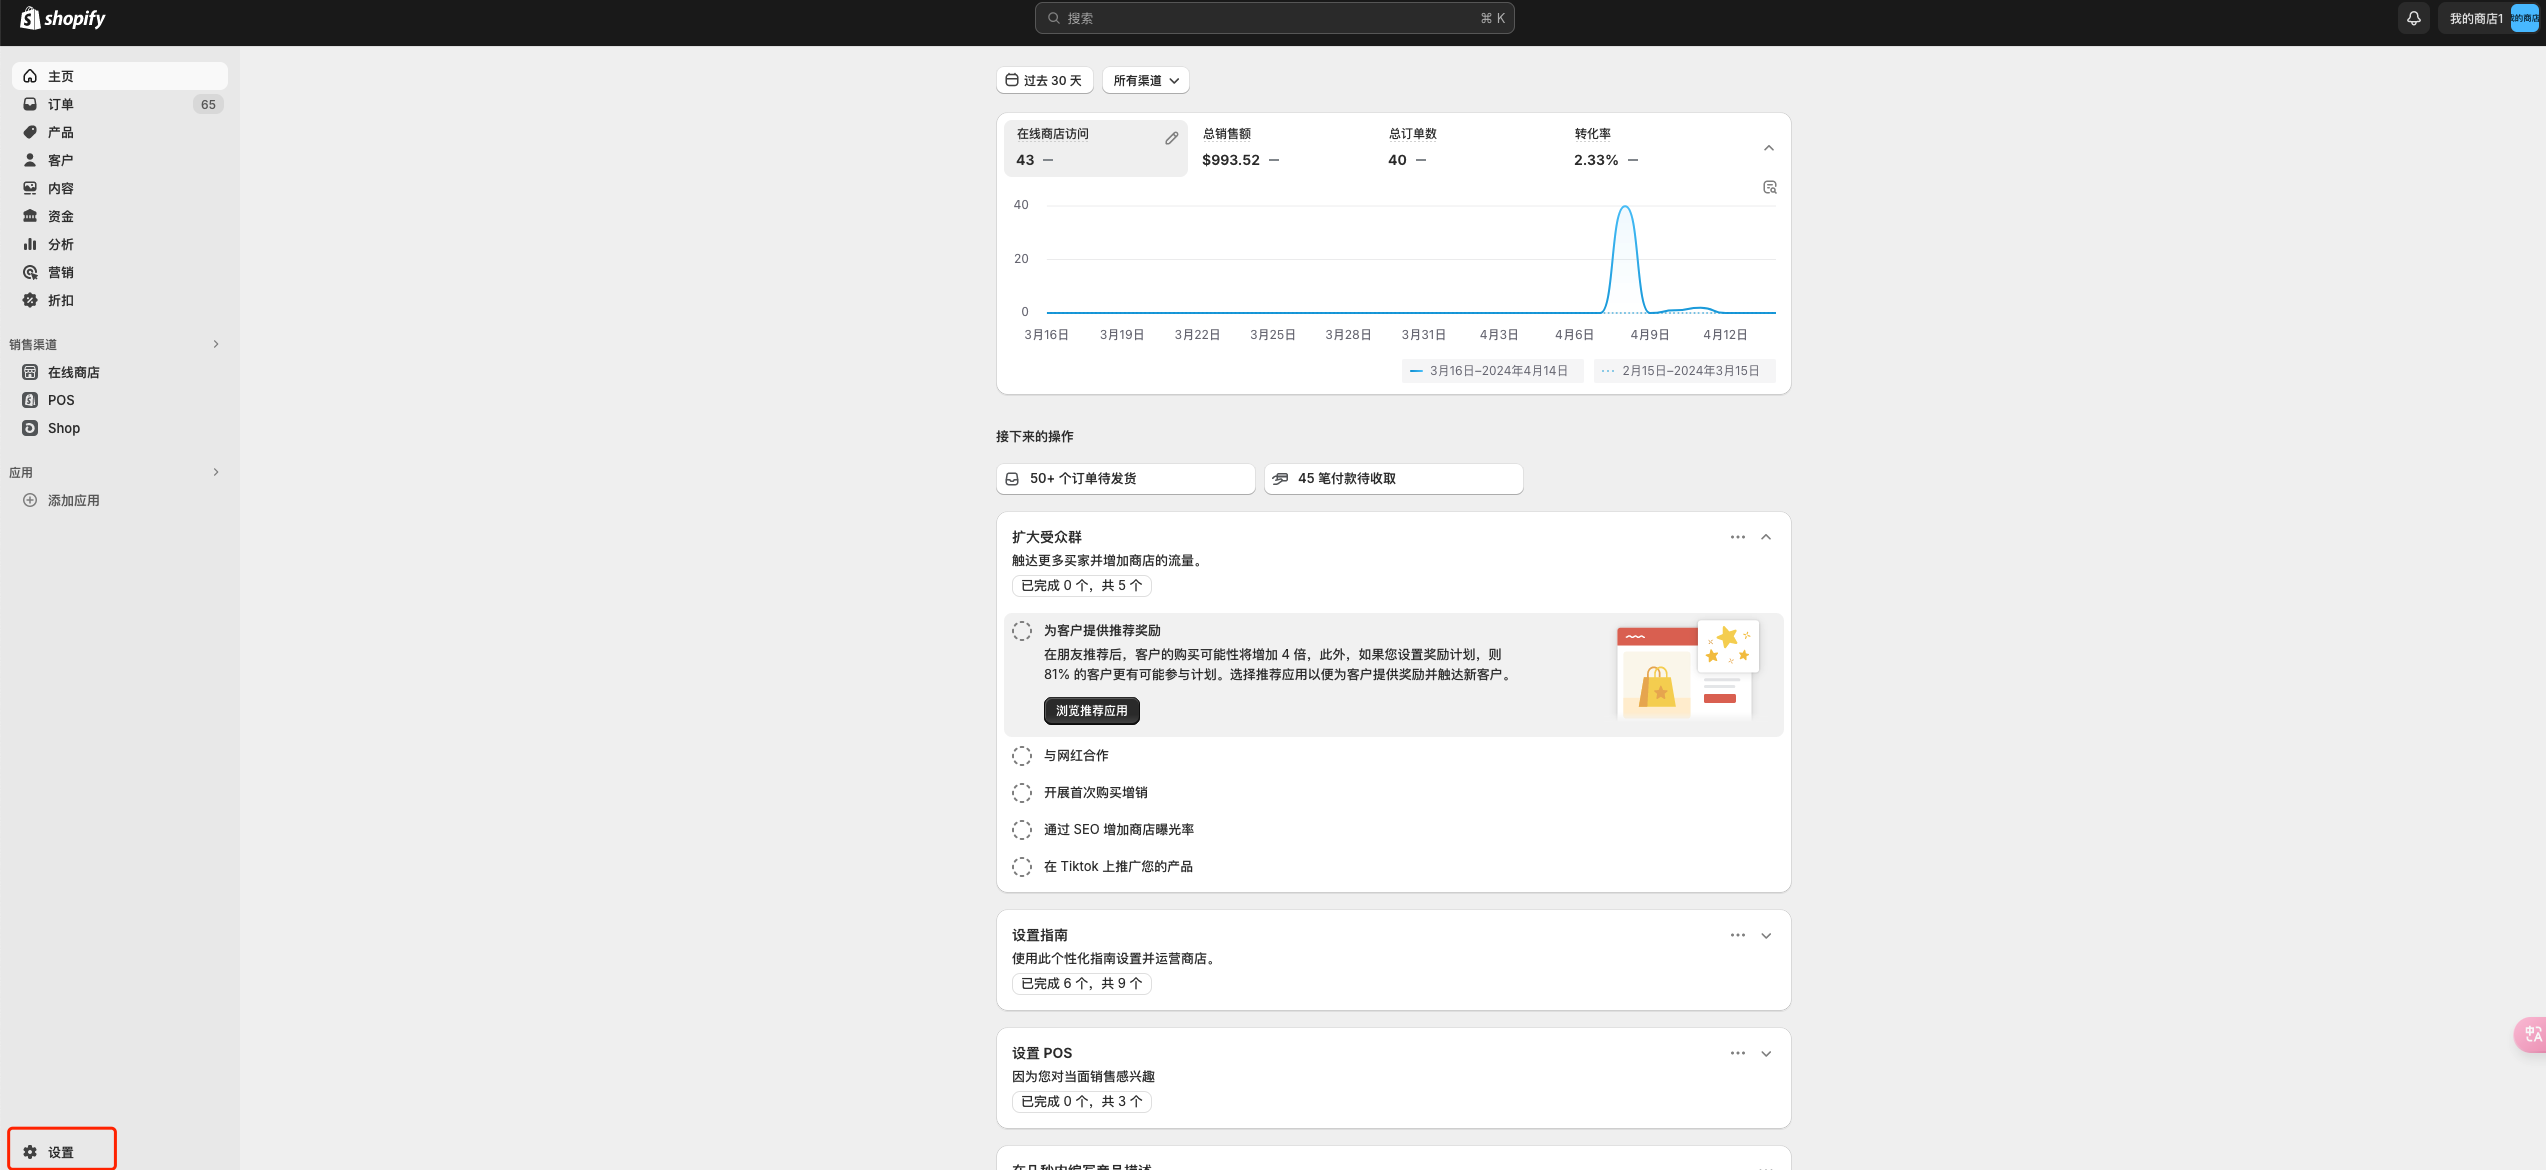 shopify
搜索
⌘ K
我的商店1
我的商店
主页
订单
65
产品
客户
内容
资金
分析
营销
折扣
销售渠道
在线商店
POS
Shop
应用
添加应用
设置
过去 30 天
所有渠道
在线商店访问
43 —
总销售额
$993.52 —
总订单数
40 —
转化率
2.33% —
40
20
0
3月16日
3月19日
3月22日
3月25日
3月28日
3月31日
4月3日
4月6日
4月9日
4月12日
3月16日–2024年4月14日
2月15日–2024年3月15日
接下来的操作
50+ 个订单待发货
45 笔付款待收取
扩大受众群
触达更多买家并增加商店的流量。
已完成 0 个，共 5 个
为客户提供推荐奖励
在朋友推荐后，客户的购买可能性将增加 4 倍，此外，如果您设置奖励计划，则
81% 的客户更有可能参与计划。选择推荐应用以便为客户提供奖励并触达新客户。
浏览推荐应用
与网红合作
开展首次购买增销
通过 SEO 增加商店曝光率
在 Tiktok 上推广您的产品
设置指南
使用此个性化指南设置并运营商店。
已完成 6 个，共 9 个
设置 POS
因为您对当面销售感兴趣
已完成 0 个，共 3 个
在几秒内编写产品描述